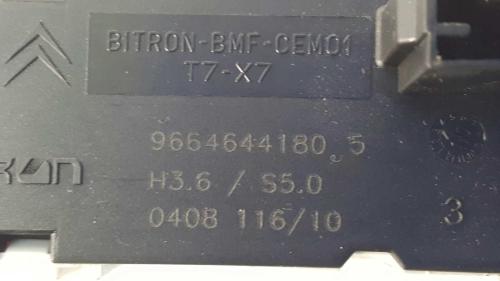 BITRON-BMF-CEM01
T7-X7
9664644180 5
H3.6 / S5.0
0408 116/10
3